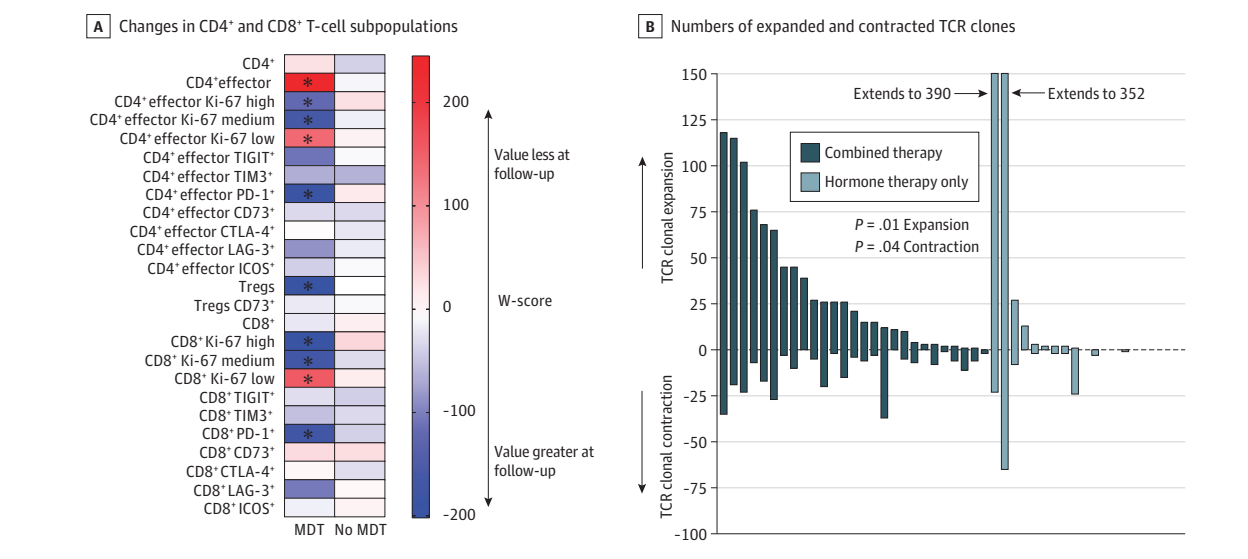 A Changes in CD4⁺ and CD8⁺ T-cell subpopulations
CD4⁺
CD4⁺effector
CD4⁺effector Ki-67 high
CD4⁺effector Ki-67 medium
CD4⁺effector Ki-67 low
CD4⁺effector TIGIT⁺
CD4⁺effector TIM3⁺
CD4⁺effector PD-1⁺
CD4⁺effector CD73⁺
CD4⁺effector CTLA-4⁺
CD4⁺effector LAG-3⁺
CD4⁺effector ICOS⁺
Tregs
Tregs CD73⁺
CD8⁺
CD8⁺Ki-67 high
CD8⁺ Ki-67 medium
CD8⁺ Ki-67 low
CD8⁺TIGIT⁺
CD8⁺TIM3⁺
CD8⁺PD-1⁺
CD8⁺CD73⁺
CD8⁺CTLA-4⁺
CD8⁺LAG-3⁺
CD8⁺ICOS⁺
*
*
*
*
*
*
*
*
*
*
MDT No MDT
200
100
0
-100
-200
Value less at
follow-up
W-score
Value greater at
follow-up
B Numbers of expanded and contracted TCR clones
TCR clonal expansion
TCR clonal contraction
150
125
100
75
50
25
0
-25
-50
-75
-100
Extends to 390
Extends to 352
Combined therapy
Hormone therapy only
P = .01 Expansion
P = .04 Contraction